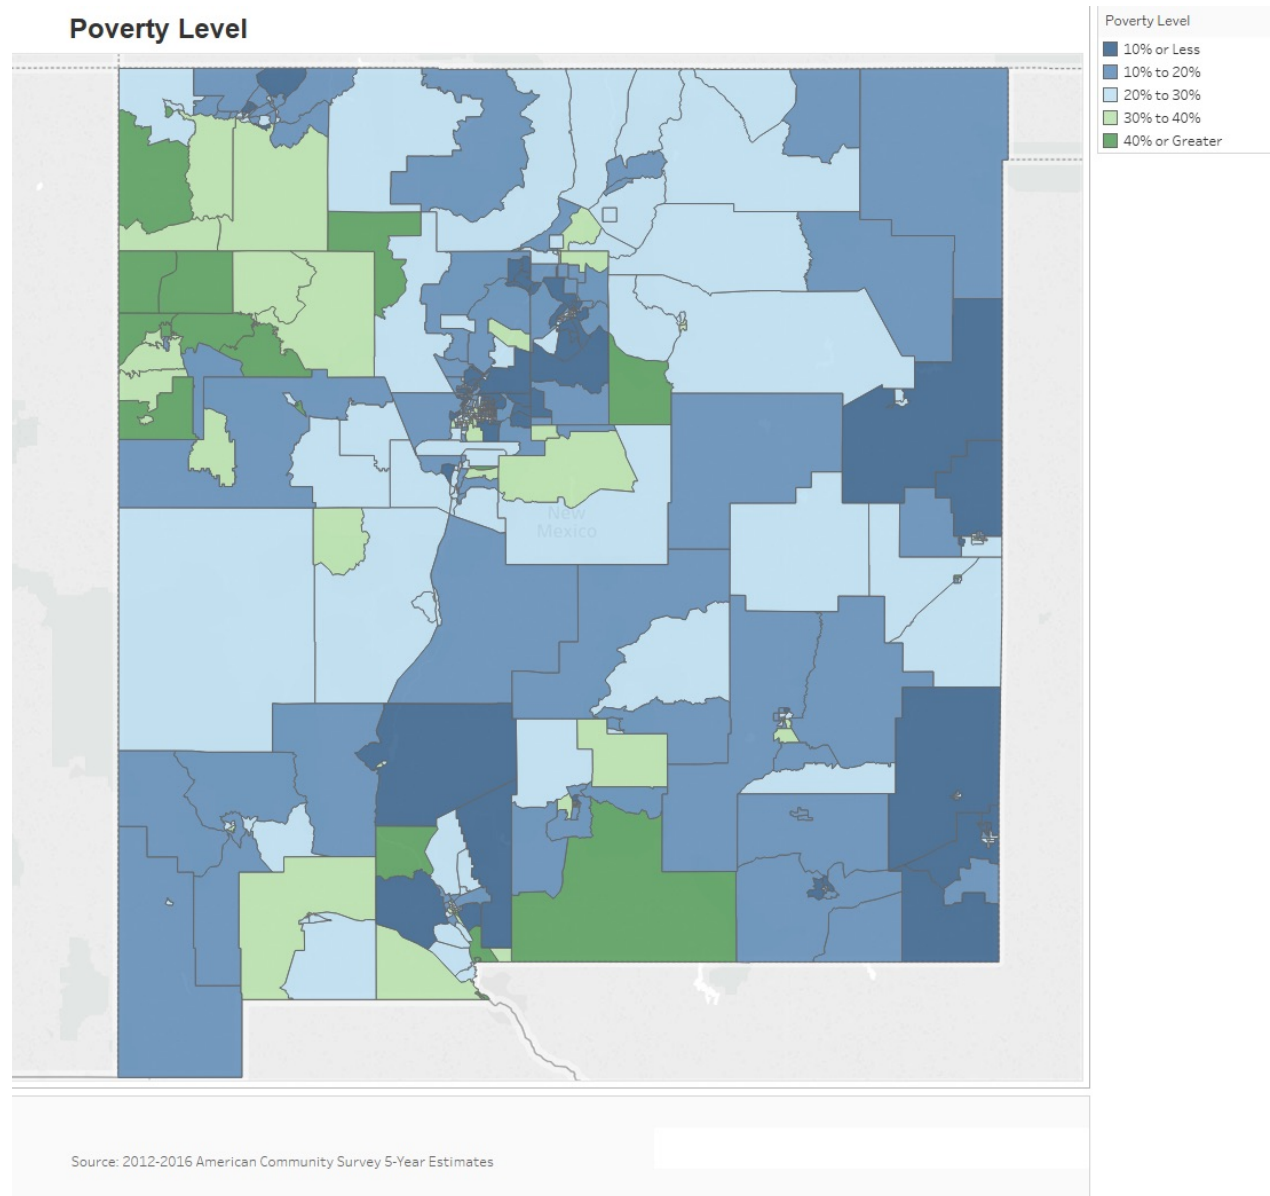 Poverty Level
Poverty Level
10% or Less
10% to 20%
20% to 30%
30% to 40%
40% or Greater
New
Mexico
Source: 2012-2016 American Community Survey 5-Year Estimates